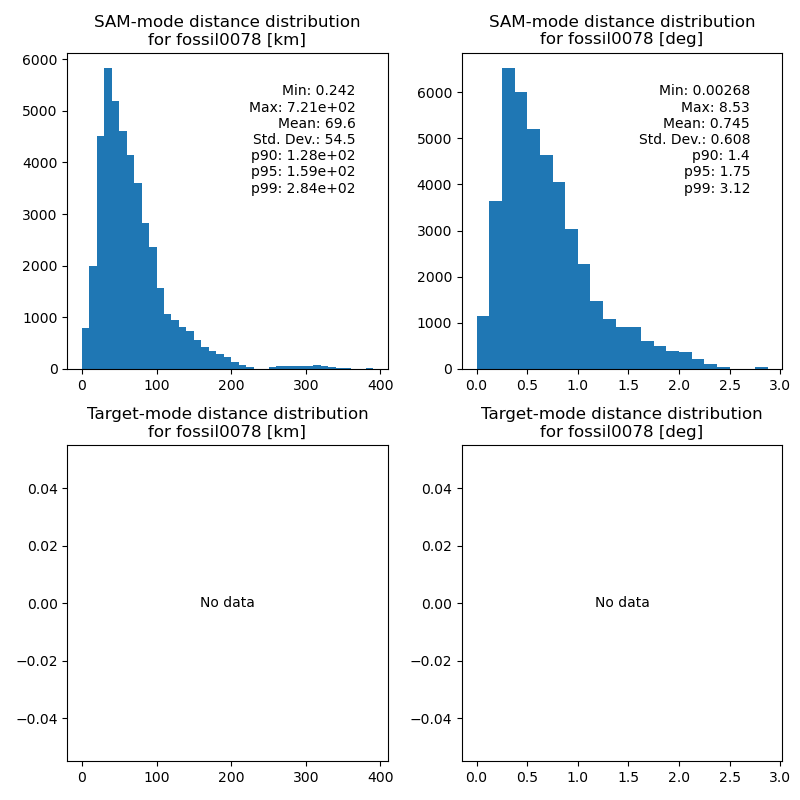 SAM-mode distance distribution
for fossil0078 [km]
6000
5000
4000
3000
2000
1000
0
0 100 200 300 400
Min: 0.242
Max: 7.21e+02
Mean: 69.6
Std. Dev.: 54.5
p90: 1.28e+02
p95: 1.59e+02
p99: 2.84e+02
SAM-mode distance distribution
for fossil0078 [deg]
6000
5000
4000
3000
2000
1000
0
0.0 0.5 1.0 1.5 2.0 2.5 3.0
Min: 0.00268
Max: 8.53
Mean: 0.745
Std. Dev.: 0.608
p90: 1.4
p95: 1.75
p99: 3.12
Target-mode distance distribution
for fossil0078 [km]
0.04
0.02
0.00
−0.02
−0.04
No data
0 100 200 300 400
Target-mode distance distribution
for fossil0078 [deg]
0.04
0.02
0.00
−0.02
−0.04
No data
0.0 0.5 1.0 1.5 2.0 2.5 3.0